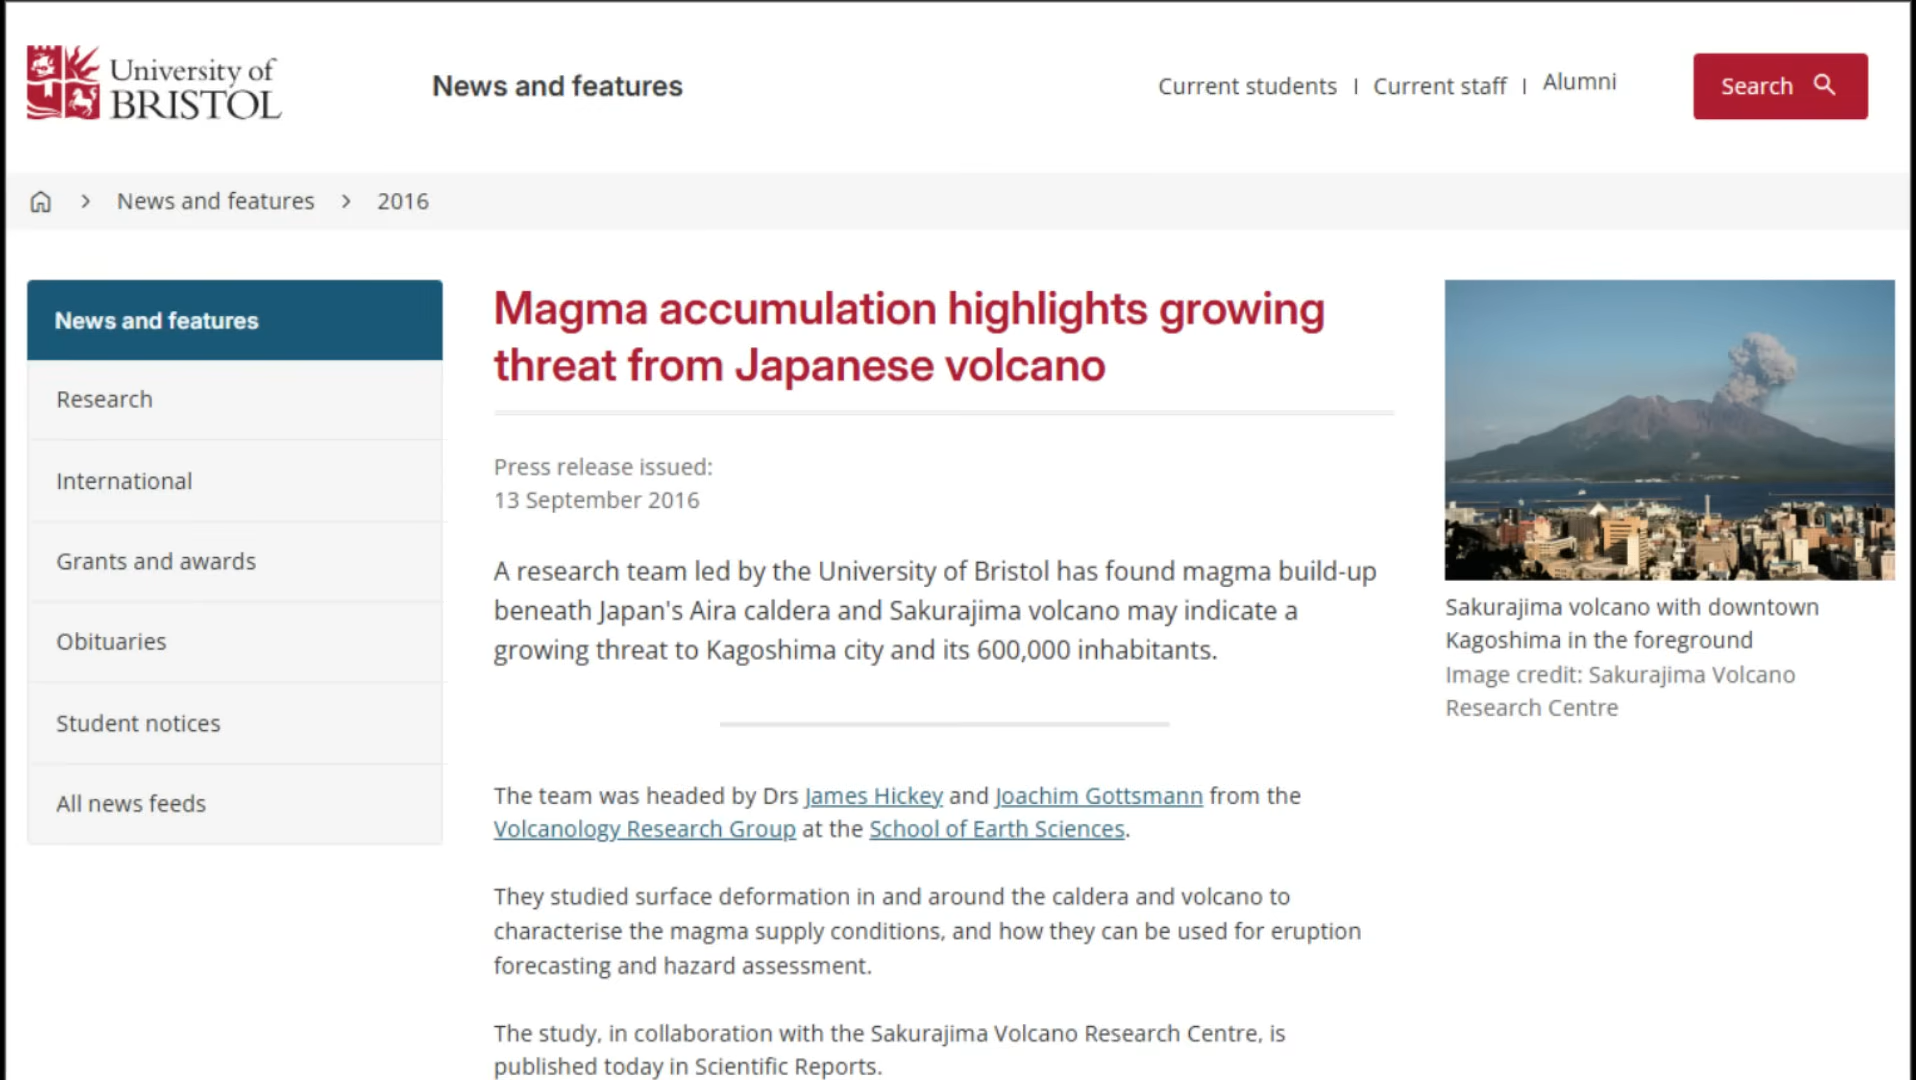 University of
BRISTOL
News and features
Current students | Current staff | Alumni
Search
News and features > 2016
News and features
Research
International
Grants and awards
Obituaries
Student notices
All news feeds
Magma accumulation highlights growing
threat from Japanese volcano
Press release issued:
13 September 2016
A research team led by the University of Bristol has found magma build-up
beneath Japan's Aira caldera and Sakurajima volcano may indicate a
growing threat to Kagoshima city and its 600,000 inhabitants.
The team was headed by Drs James Hickey and Joachim Gottsmann from the
Volcanology Research Group at the School of Earth Sciences.
They studied surface deformation in and around the caldera and volcano to
characterise the magma supply conditions, and how they can be used for eruption
forecasting and hazard assessment.
The study, in collaboration with the Sakurajima Volcano Research Centre, is
published today in Scientific Reports.
Sakurajima volcano with downtown
Kagoshima in the foreground
Image credit: Sakurajima Volcano
Research Centre